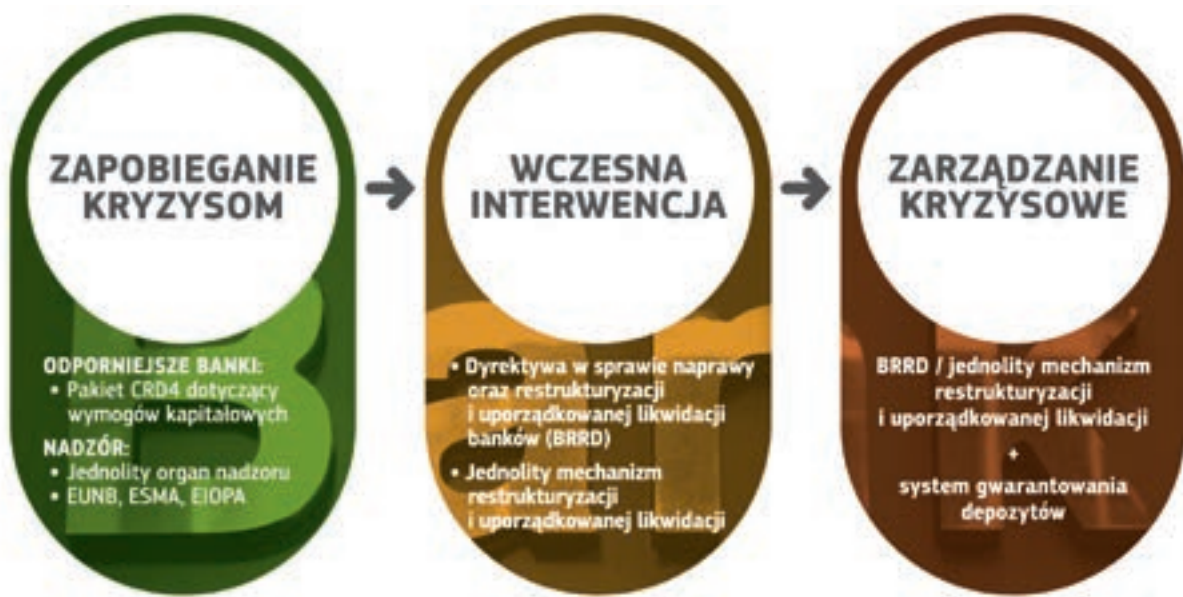 ZAPOBIEGANIE
KRYZYSOM
ODPORNIEJSZE BANKI:
• Pakiet CRD4 dotyczący
wymogów kapitałowych
NADZÓR:
• Jednolity organ nadzoru
• EUNB, ESMA, EIOPA
WCZESNA
INTERWENCJA
• Dyrektywa w sprawie naprawy
oraz restrukturyzacji
i uporządkowanej likwidacji
banków (BRRD)
• Jednolity mechanizm
restrukturyzacji
i uporządkowanej likwidacji
ZARZĄDZANIE
KRYZYSOWE
BRRD / jednolity mechanizm
restrukturyzacji
i uporządkowanej likwidacji
+
system gwarantowania
depozytów